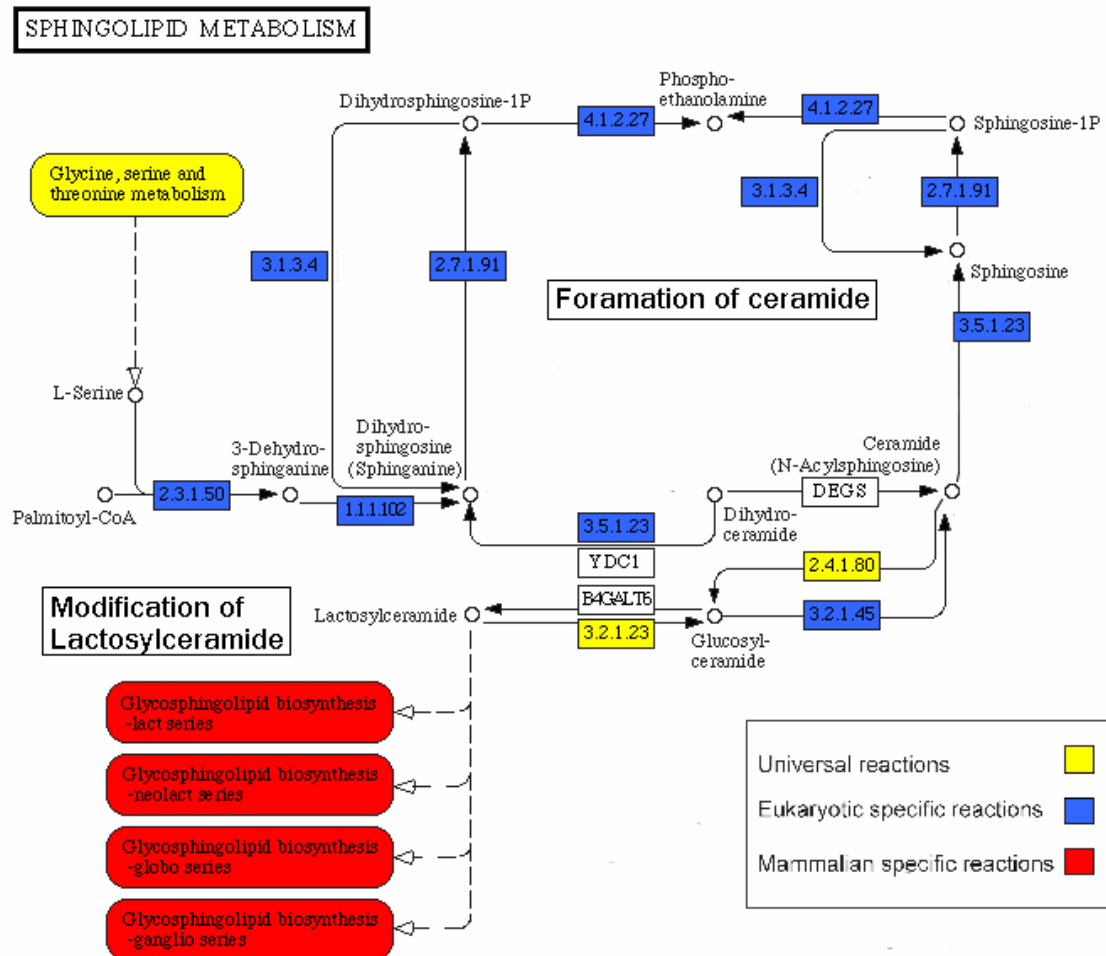 SPHINGOLIPID METABOLISM
Phospho-
ethanolamine
Dihydrosphingosine-1P
4.1.2.27
4.1.2.27
Sphingosine-1P
Glycine, serine and
threonine metabolism
3.1.3.4
2.7.1.91
3.1.3.4
2.7.1.91
Sphingosine
Foramation of ceramide
3.5.1.23
L-Serine
3-Dehydro-
sphinganine
Dihydro-
sphingosine
(Sphinganine)
Ceramide
(N-Acylsphingosine)
2.3.1.50
DEGS
Palmitoyl-CoA
1.1.1.102
Dihydro-
ceramide
3.5.1.23
YDC1
2.4.1.80
Modification of
Lactosylceramide
B4GALT6
Lactosylceramide
3.2.1.23
3.2.1.45
Glucosyl-
ceramide
Glycosphingolipid biosynthesis
-lact series
Glycosphingolipid biosynthesis
-neolact series
Glycosphingolipid biosynthesis
-globo series
Glycosphingolipid biosynthesis
-ganglio series
Universal reactions
Eukaryotic specific reactions
Mammalian specific reactions